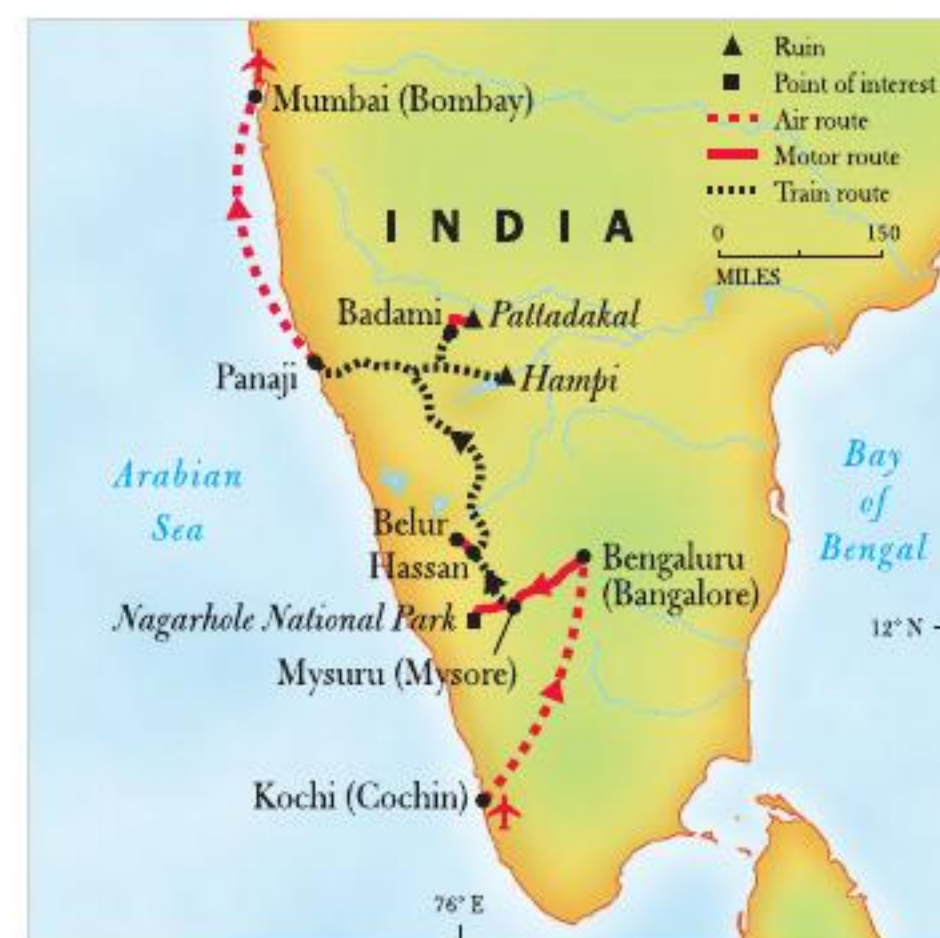 Ruin
Point of interest
Mumbai (Bombay)
Air route
Motor route
Train route
INDIA
0 150
MILES
Badami
Pattadakal
Panaji
Hampi
Arabian
Sea
Bay
of
Bengal
Belur
Hassan
Bengaluru
(Bangalore)
Nagarhole National Park
12° N
Mysuru (Mysore)
Kochi (Cochin)
76° E